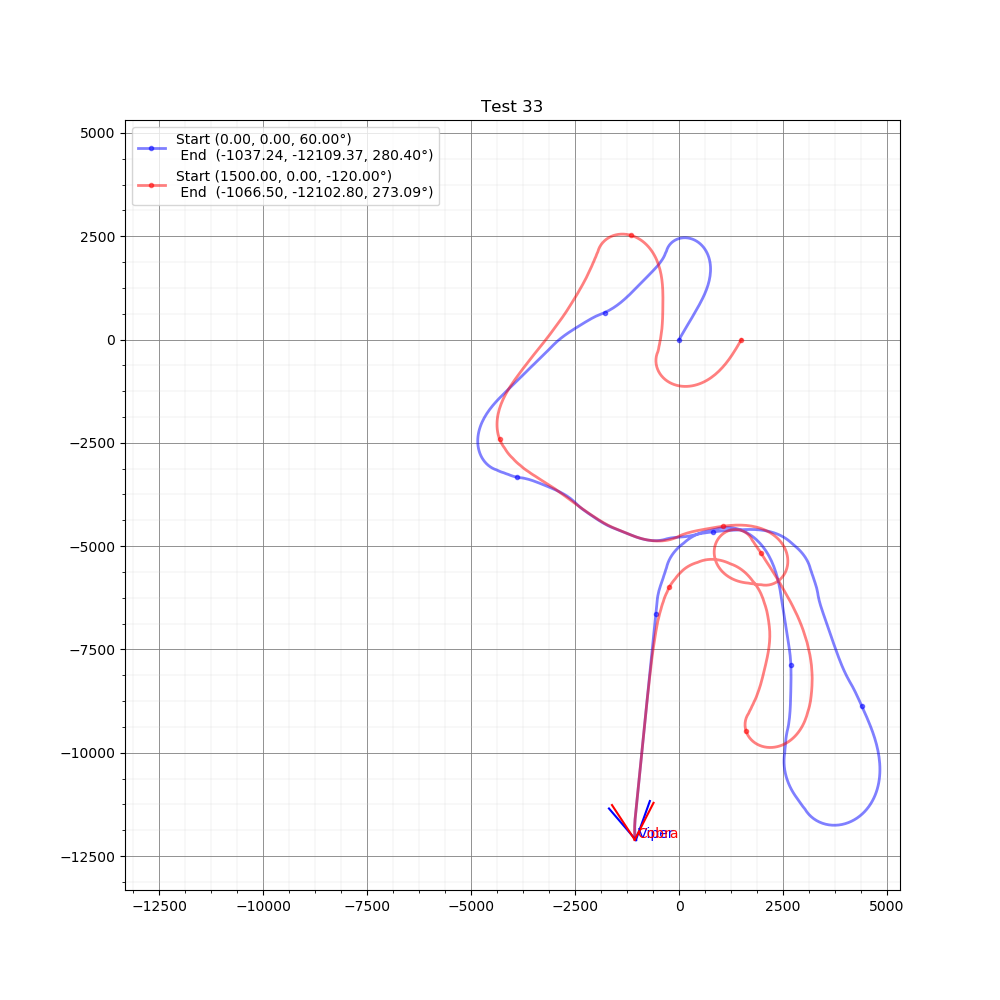 Test 33
Start (0.00, 0.00, 60.00°)
End (-1037.24, -12109.37, 280.40°)
Start (1500.00, 0.00, -120.00°)
End (-1066.50, -12102.80, 273.09°)
5000
2500
0
−2500
−5000
−7500
−10000
−12500
−12500 −10000 −7500 −5000 −2500 0 2500 5000